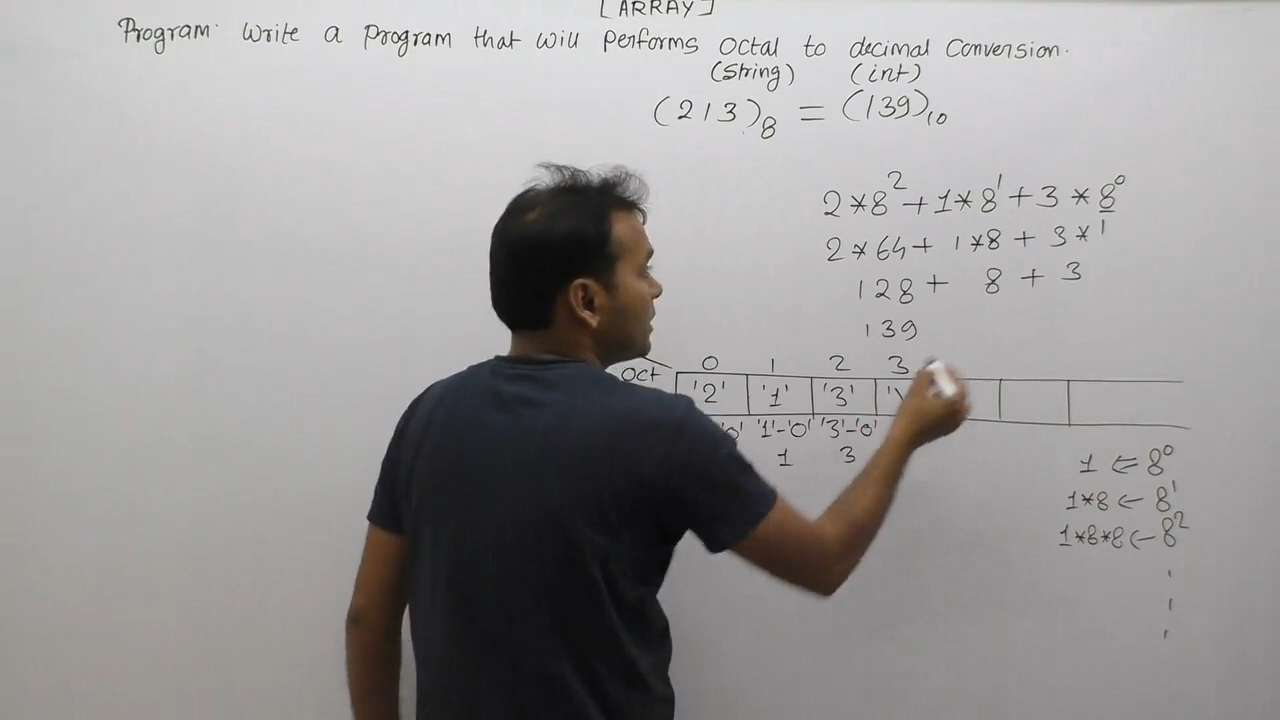 [ARRAY]
Program: Write a Program that will Performs Octal to decimal Conversion.
(String) (int)
(213)8 = (139)10
2*8² + 1*8¹ + 3*8⁰
2*64 + 1*8 + 3*1
128 + 8 + 3
139
0 1 2 3
Oct '2' '1' '3'
'1'-'0' '3'-'0'
1 3
1 ⇐ 8⁰
1*8 ← 8¹
1*8*8 ← 8²